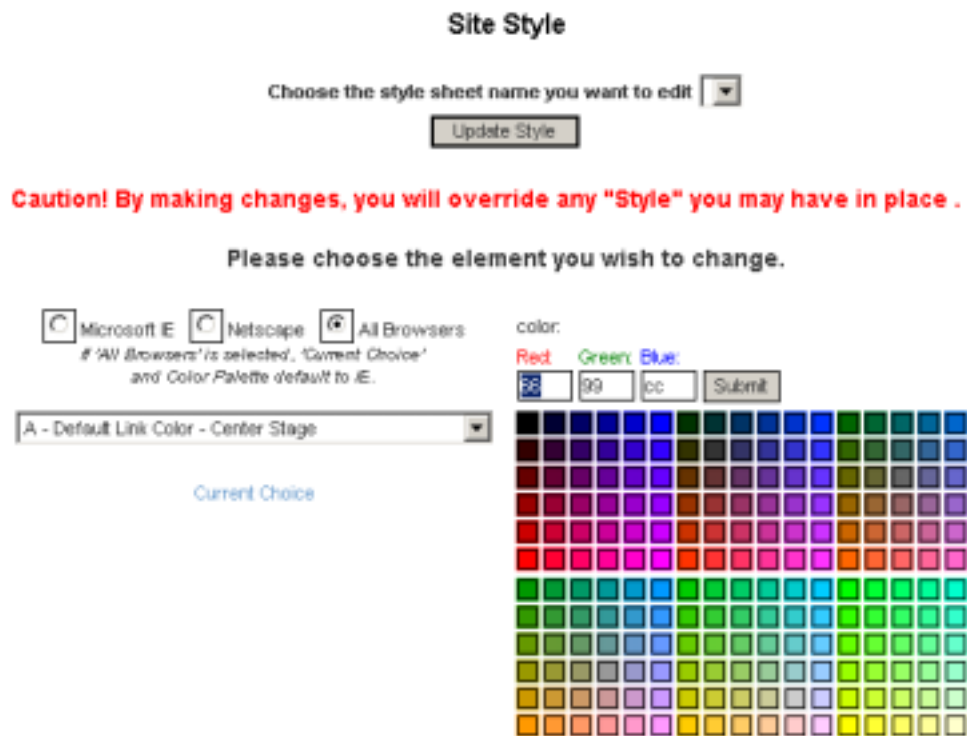 Site Style
Choose the style sheet name you want to edit
Update Style
Caution! By making changes, you will override any "Style" you may have in place .
Please choose the element you wish to change.
Microsoft IE Netscape All Browsers
If 'All Browsers' is selected, 'Current Choice'
and Color Palette default to IE.
A - Default Link Color - Center Stage
Current Choice
color:
Red: Green: Blue:
99 cc Submit